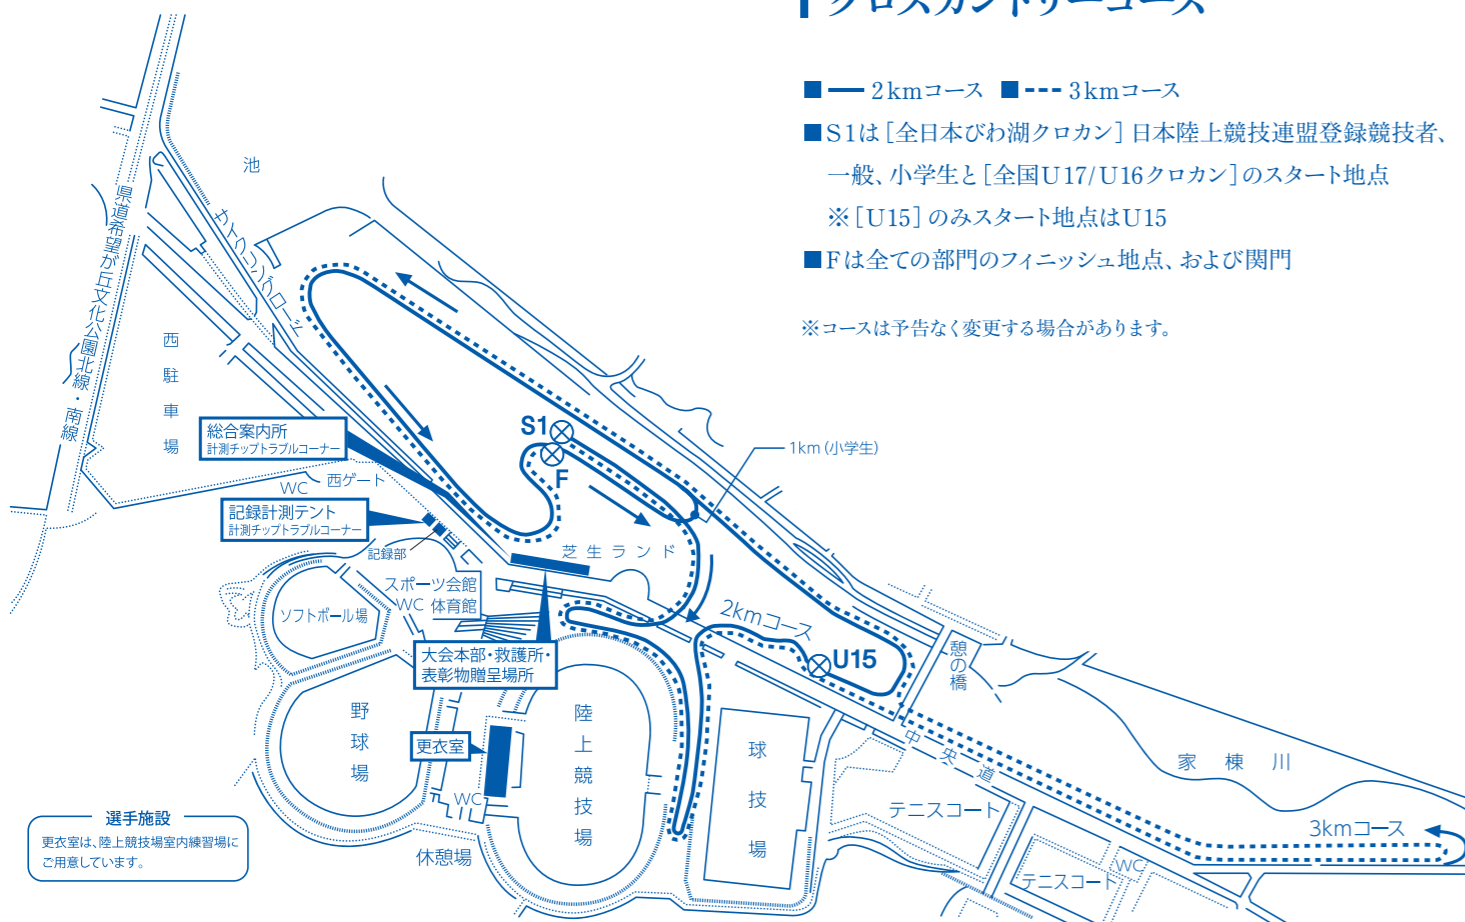 クロスカントリーコース
■━ 2kmコース ■--- 3kmコース
■S1は[全日本びわ湖クロカン]日本陸上競技連盟登録競技者、
一般、小学生と[全国U17/U16クロカン]のスタート地点
※[U15]のみスタート地点はU15
■Fは全ての部門のフィニッシュ地点、および関門
※コースは予告なく変更する場合があります。
池
サイクリングロード
県道希望が丘文化公園北線・南線
西駐車場
総合案内所
計測チップトラブルコーナー
S1
F
1km(小学生)
西ゲート
WC
記録計測テント
計測チップトラブルコーナー
記録部
芝生ランド
スポーツ会館
WC 体育館
ソフトボール場
2kmコース
U15
憩の橋
大会本部・救護所・
表彰物贈呈場所
野球場
更衣室
陸上競技場
球技場
中央道
家棟川
WC
テニスコート
3kmコース
休憩場
WC
テニスコート
選手施設
更衣室は、陸上競技場室内練習場に
ご用意しています。